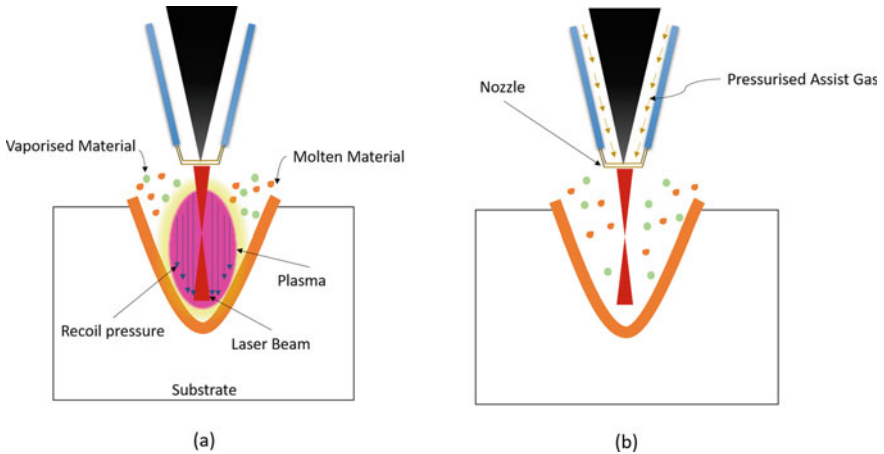 Vaporised Material
Molten Material
Plasma
Recoil pressure
Laser Beam
Substrate
(a)
Nozzle
Pressurised Assist Gas
(b)